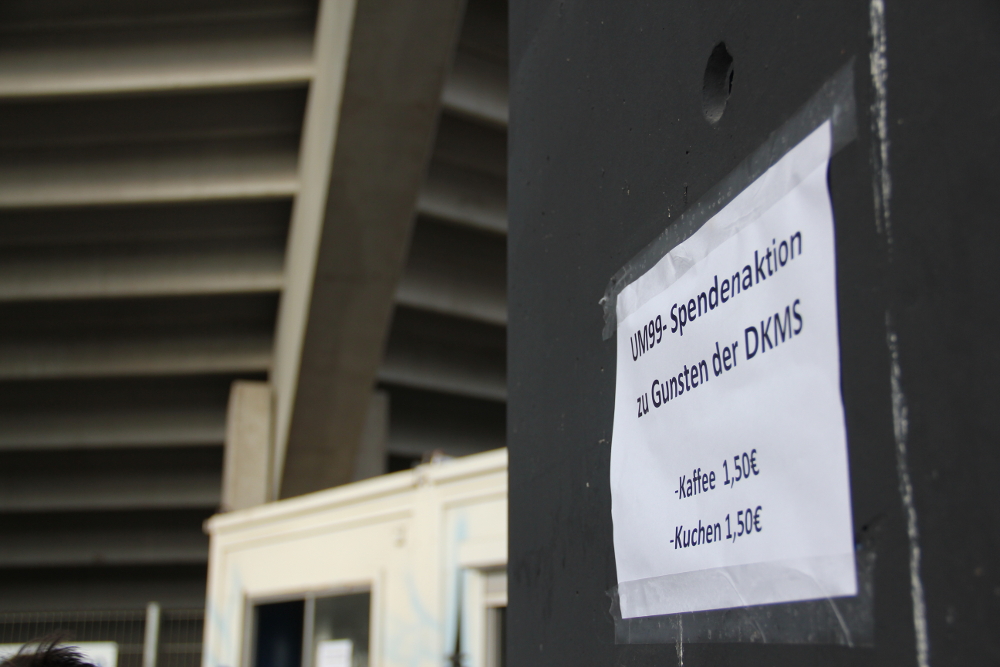 UM99- Spendenaktion
zu Gunsten der DKMS
-Kaffee 1,50€
-Kuchen 1,50€